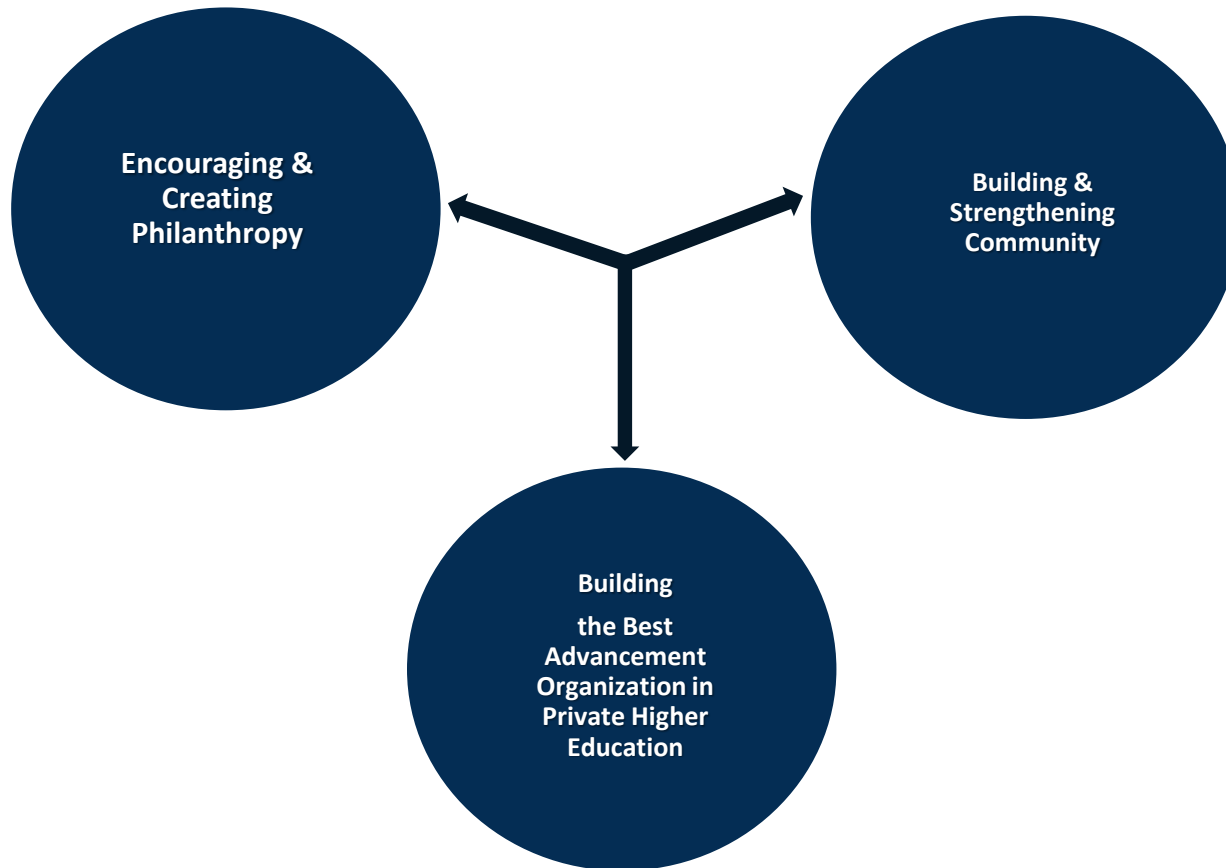 Encouraging &
Creating
Philanthropy
Building &
Strengthening
Community
Building
the Best
Advancement
Organization in
Private Higher
Education